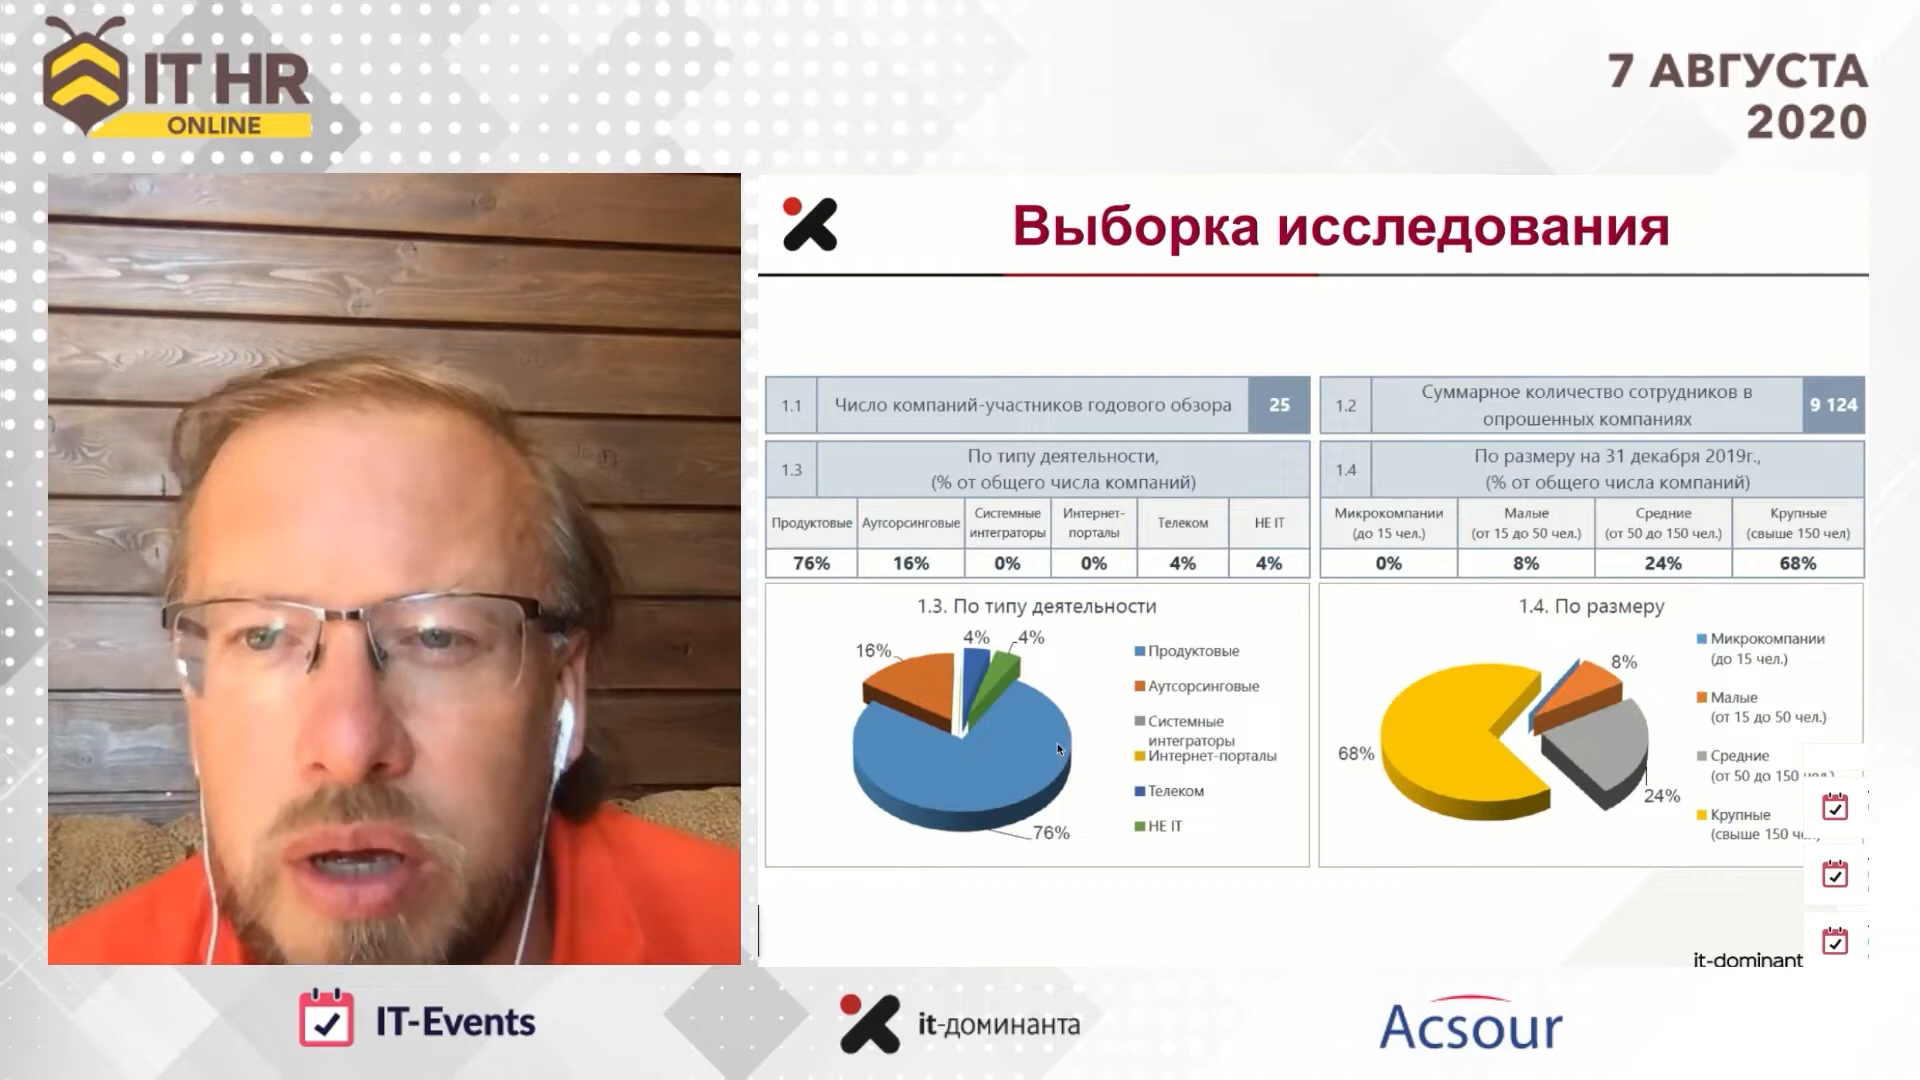 IT HR
ONLINE
7 АВГУСТА
2020
Выборка исследования
1.1
Число компаний-участников годового обзора
25
1.2
Суммарное количество сотрудников в
опрошенных компаниях
9 124
1.3
По типу деятельности,
(% от общего числа компаний)
1.4
По размеру на 31 декабря 2019г.,
(% от общего числа компаний)
Продуктовые
Аутсорсинговые
Системные
интеграторы
Интернет-
порталы
Телеком
НЕ IT
76%
16%
0%
0%
4%
4%
Микрокомпании
(до 15 чел.)
Малые
(от 15 до 50 чел.)
Средние
(от 50 до 150 чел.)
Крупные
(свыше 150 чел)
0%
8%
24%
68%
1.3. По типу деятельности
16%
4%
4%
76%
Продуктовые
Аутсорсинговые
Системные
интеграторы
Интернет-порталы
Телеком
НЕ IT
1.4. По размеру
8%
68%
24%
Микрокомпании
(до 15 чел.)
Малые
(от 15 до 50 чел.)
Средние
(от 50 до 150
Крупные
(свыше 150
it-dominant
IT-Events
it-доминанта
Acsour